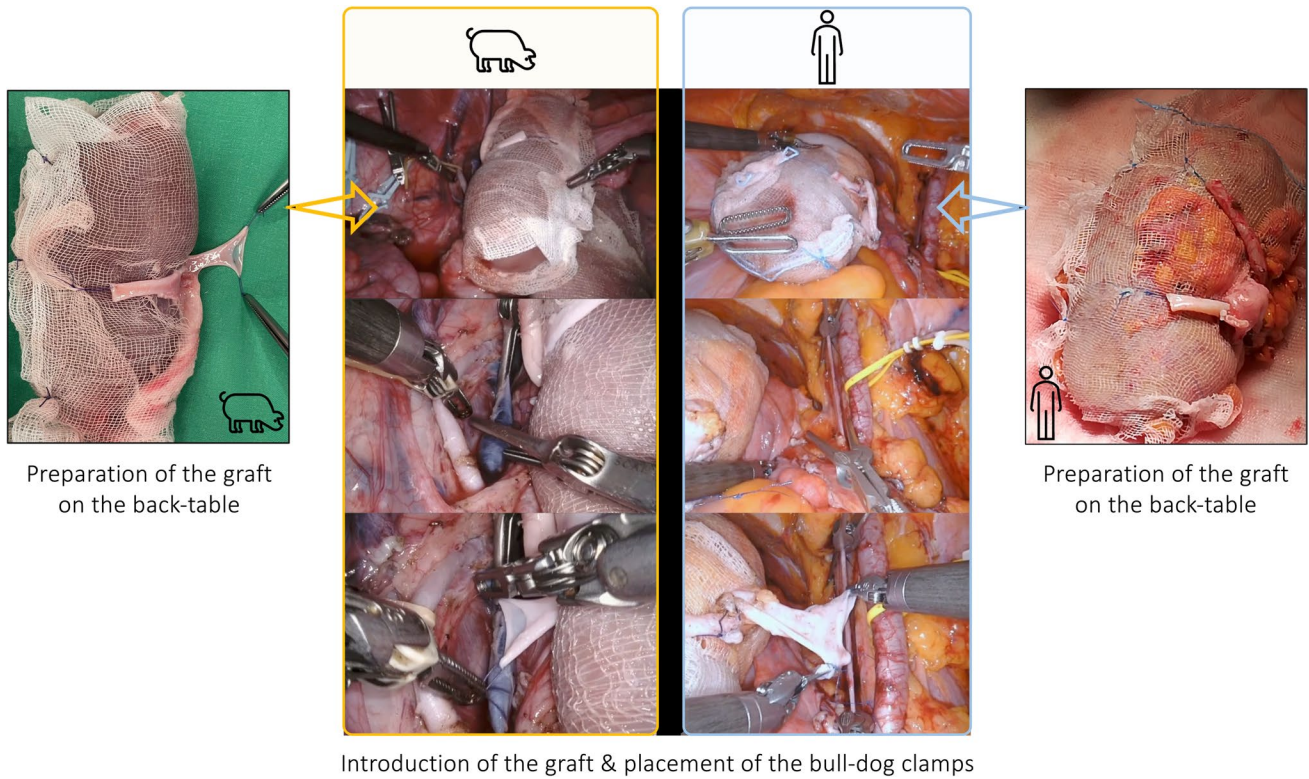 Preparation of the graft
on the back-table
Preparation of the graft
on the back-table
Introduction of the graft & placement of the bull-dog clamps